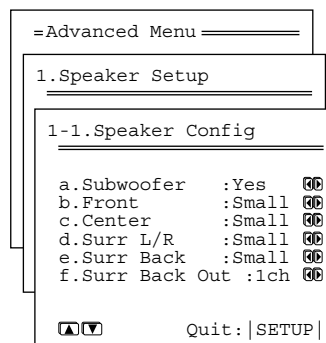 Advanced Menu
1.Speaker Setup
1-1.Speaker Config
a.Subwoofer :Yes
b.Front :Small
c.Center :Small
d.Surr L/R :Small
e.Surr Back :Small
f.Surr Back Out :1ch
Quit:|SETUP|